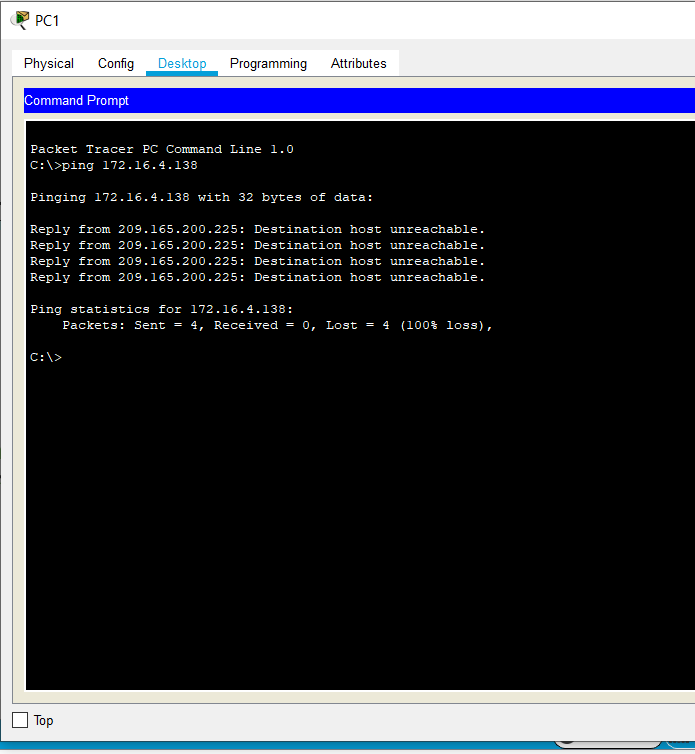 PC1
Physical Config Desktop Programming Attributes
Command Prompt
Packet Tracer PC Command Line 1.0
C:\>ping 172.16.4.138
Pinging 172.16.4.138 with 32 bytes of data:
Reply from 209.165.200.225: Destination host unreachable.
Reply from 209.165.200.225: Destination host unreachable.
Reply from 209.165.200.225: Destination host unreachable.
Reply from 209.165.200.225: Destination host unreachable.
Ping statistics for 172.16.4.138:
Packets: Sent = 4, Received = 0, Lost = 4 (100% loss),
C:\>
Top